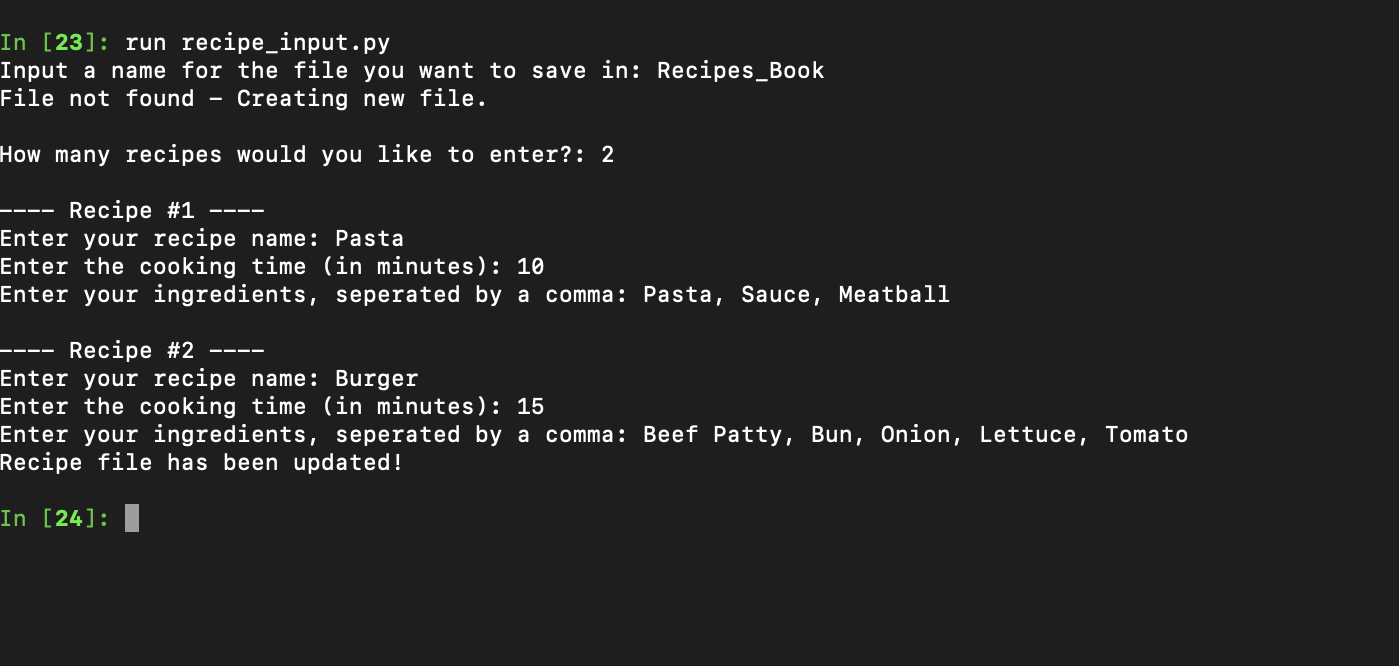 In [23]: run recipe_input.py
Input a name for the file you want to save in: Recipes_Book
File not found - Creating new file.
How many recipes would you like to enter?: 2
---- Recipe #1 ----
Enter your recipe name: Pasta
Enter the cooking time (in minutes): 10
Enter your ingredients, seperated by a comma: Pasta, Sauce, Meatball
---- Recipe #2 ----
Enter your recipe name: Burger
Enter the cooking time (in minutes): 15
Enter your ingredients, seperated by a comma: Beef Patty, Bun, Onion, Lettuce, Tomato
Recipe file has been updated!
In [24]: